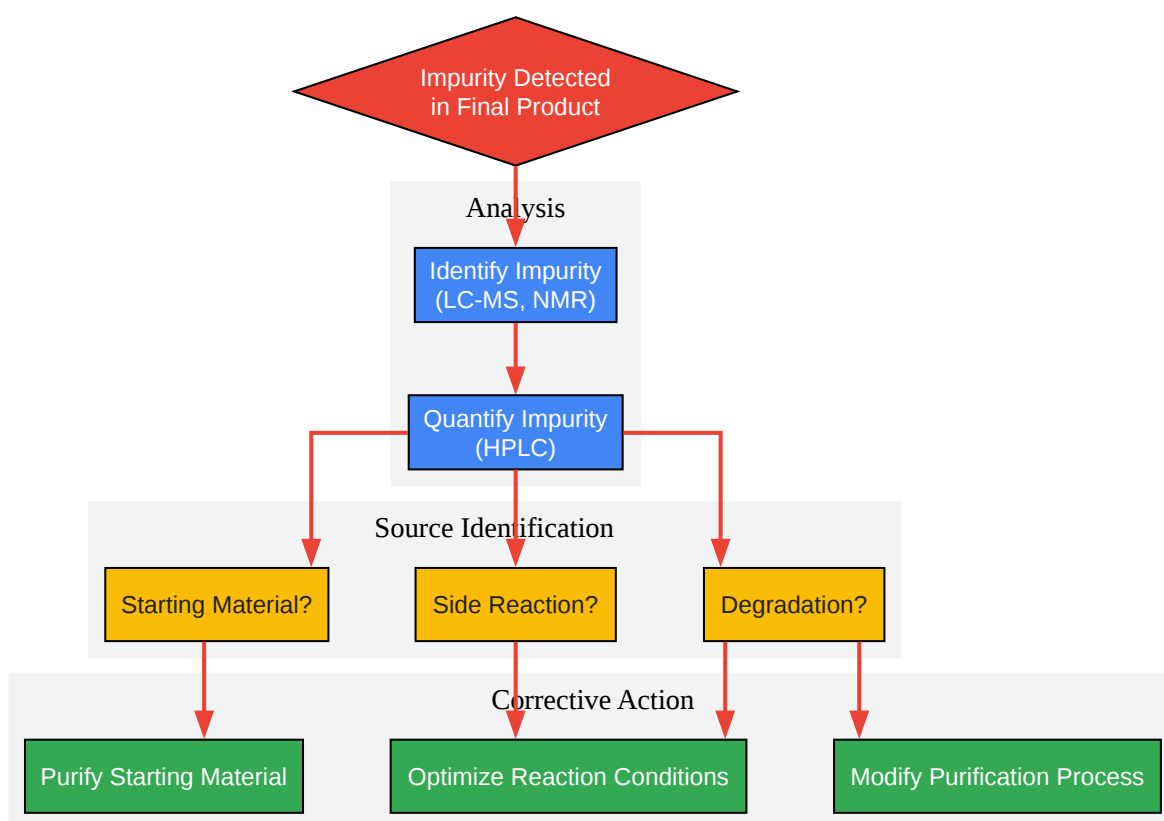 Impurity Detected
in Final Product
Analysis
Identify Impurity
(LC-MS, NMR)
Quantify Impurity
(HPLC)
Source Identification
Starting Material?
Side Reaction?
Degradation?
Corrective Action
Purify Starting Material
Optimize Reaction Conditions
Modify Purification Process